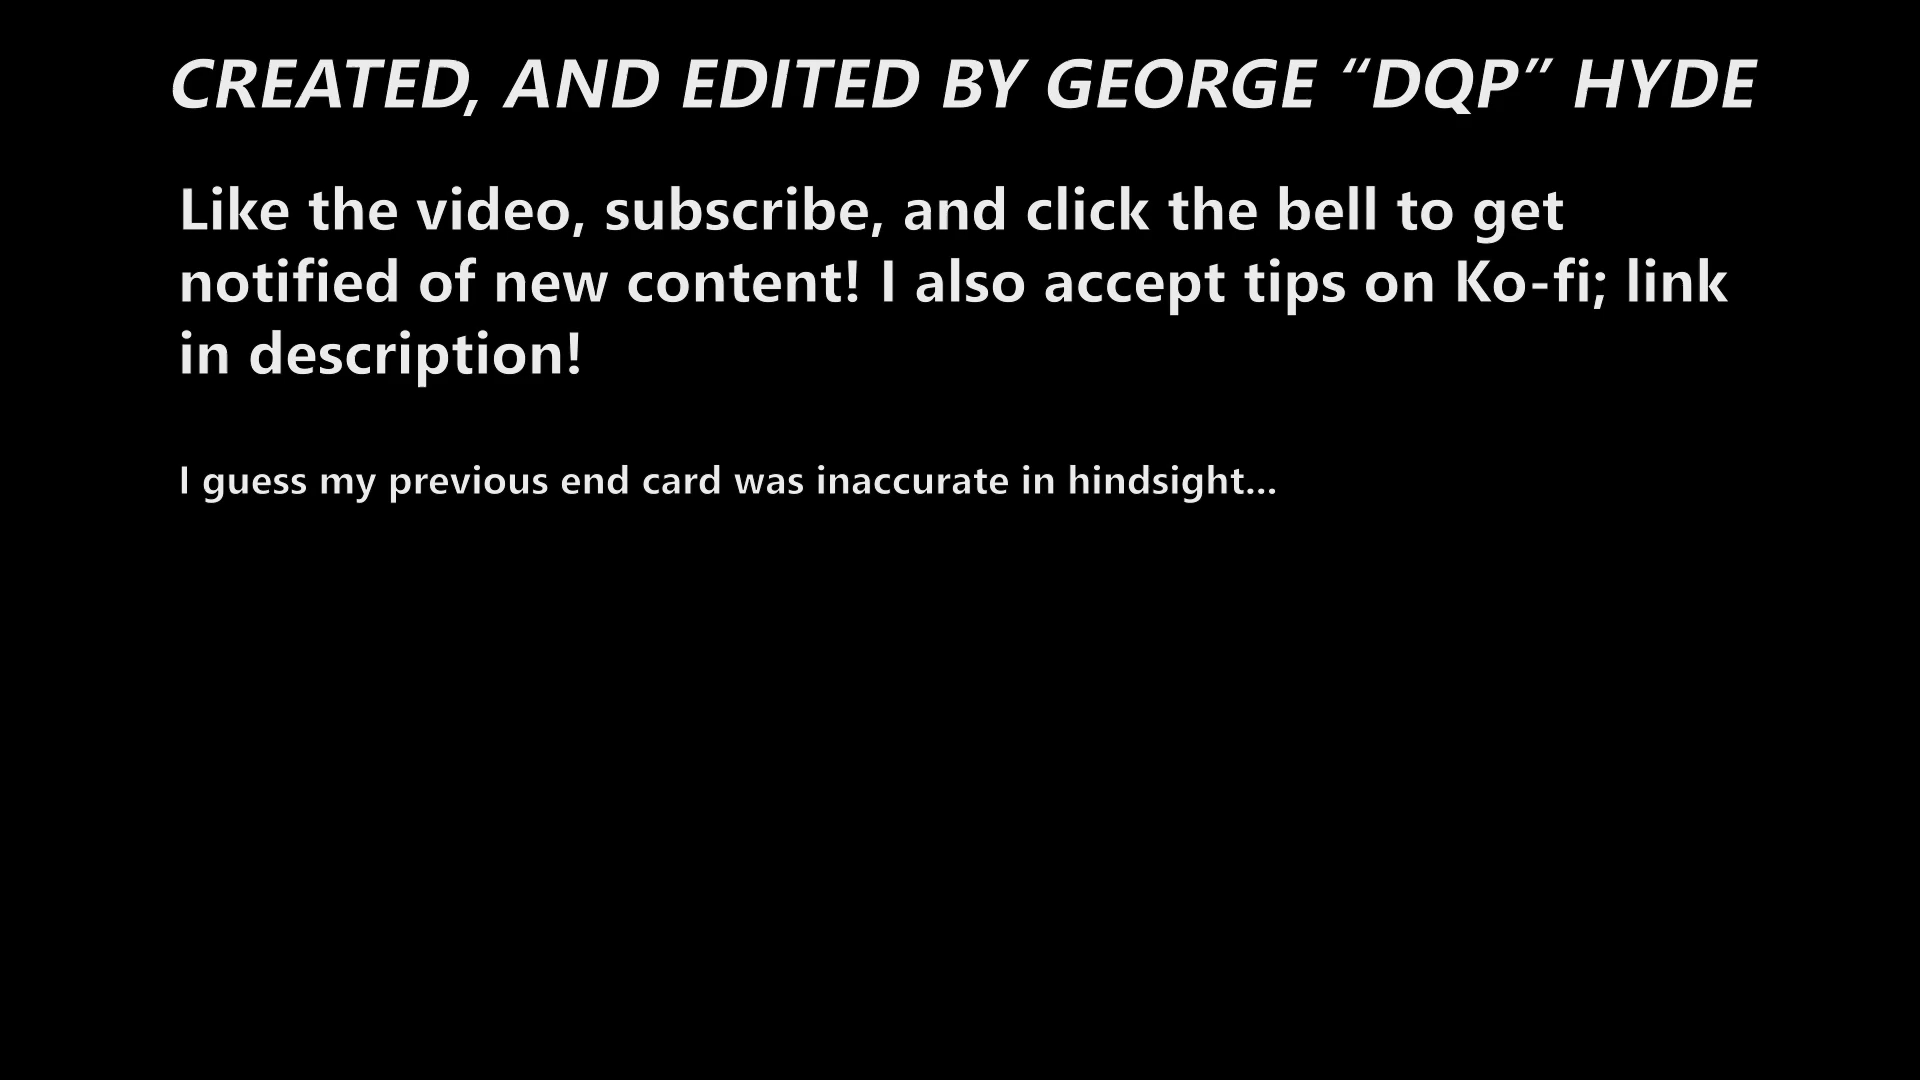 CREATED, AND EDITED BY GEORGE “DQP” HYDE
Like the video, subscribe, and click the bell to get
notified of new content! I also accept tips on Ko-fi; link
in description!
I guess my previous end card was inaccurate in hindsight...